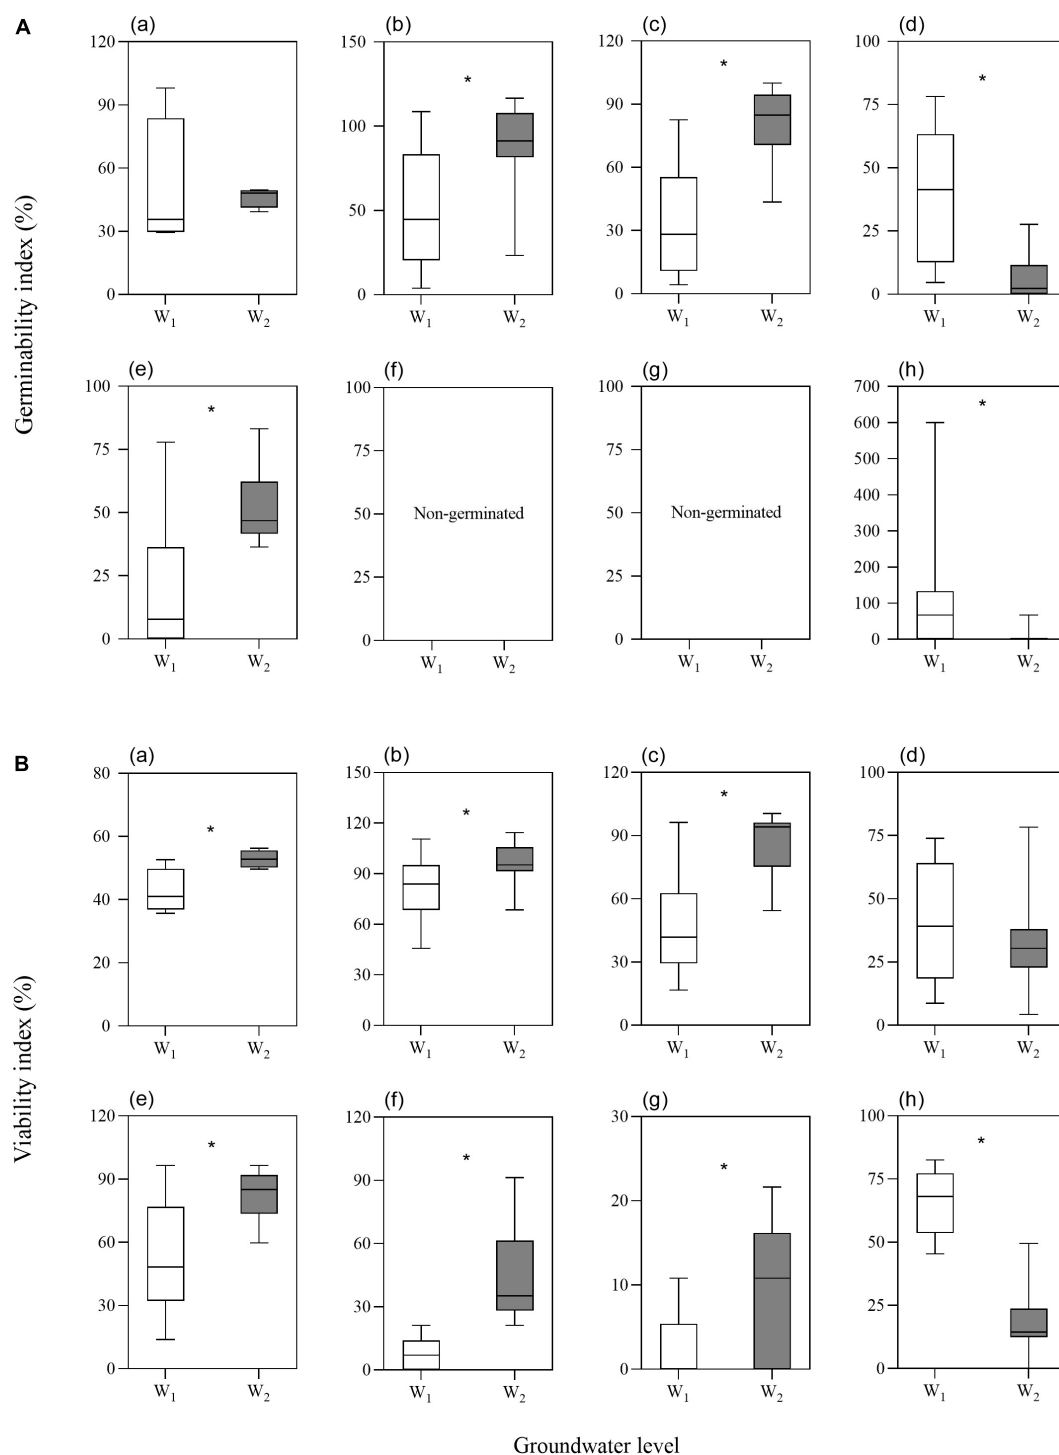 A
(a) (b) (c) (d)
120 90 60 30 0
150 100 50 0
120 90 60 30 0
100 75 50 25 0
* * *
W1 W2 W1 W2 W1 W2 W1 W2
Germinability index (%)
(e) (f) (g) (h)
100 75 50 25 0
100 75 50 25 0
100 75 50 25 0
700 600 500 400 300 200 100 0
* *
Non-germinated Non-germinated
W1 W2 W1 W2 W1 W2 W1 W2
B
(a) (b) (c) (d)
80 60 40 20 0
150 120 90 60 30 0
120 90 60 30 0
100 75 50 25 0
* * *
W1 W2 W1 W2 W1 W2 W1 W2
Viability index (%)
(e) (f) (g) (h)
120 90 60 30 0
120 90 60 30 0
30 20 10 0
100 75 50 25 0
* * * *
W1 W2 W1 W2 W1 W2 W1 W2
Groundwater level